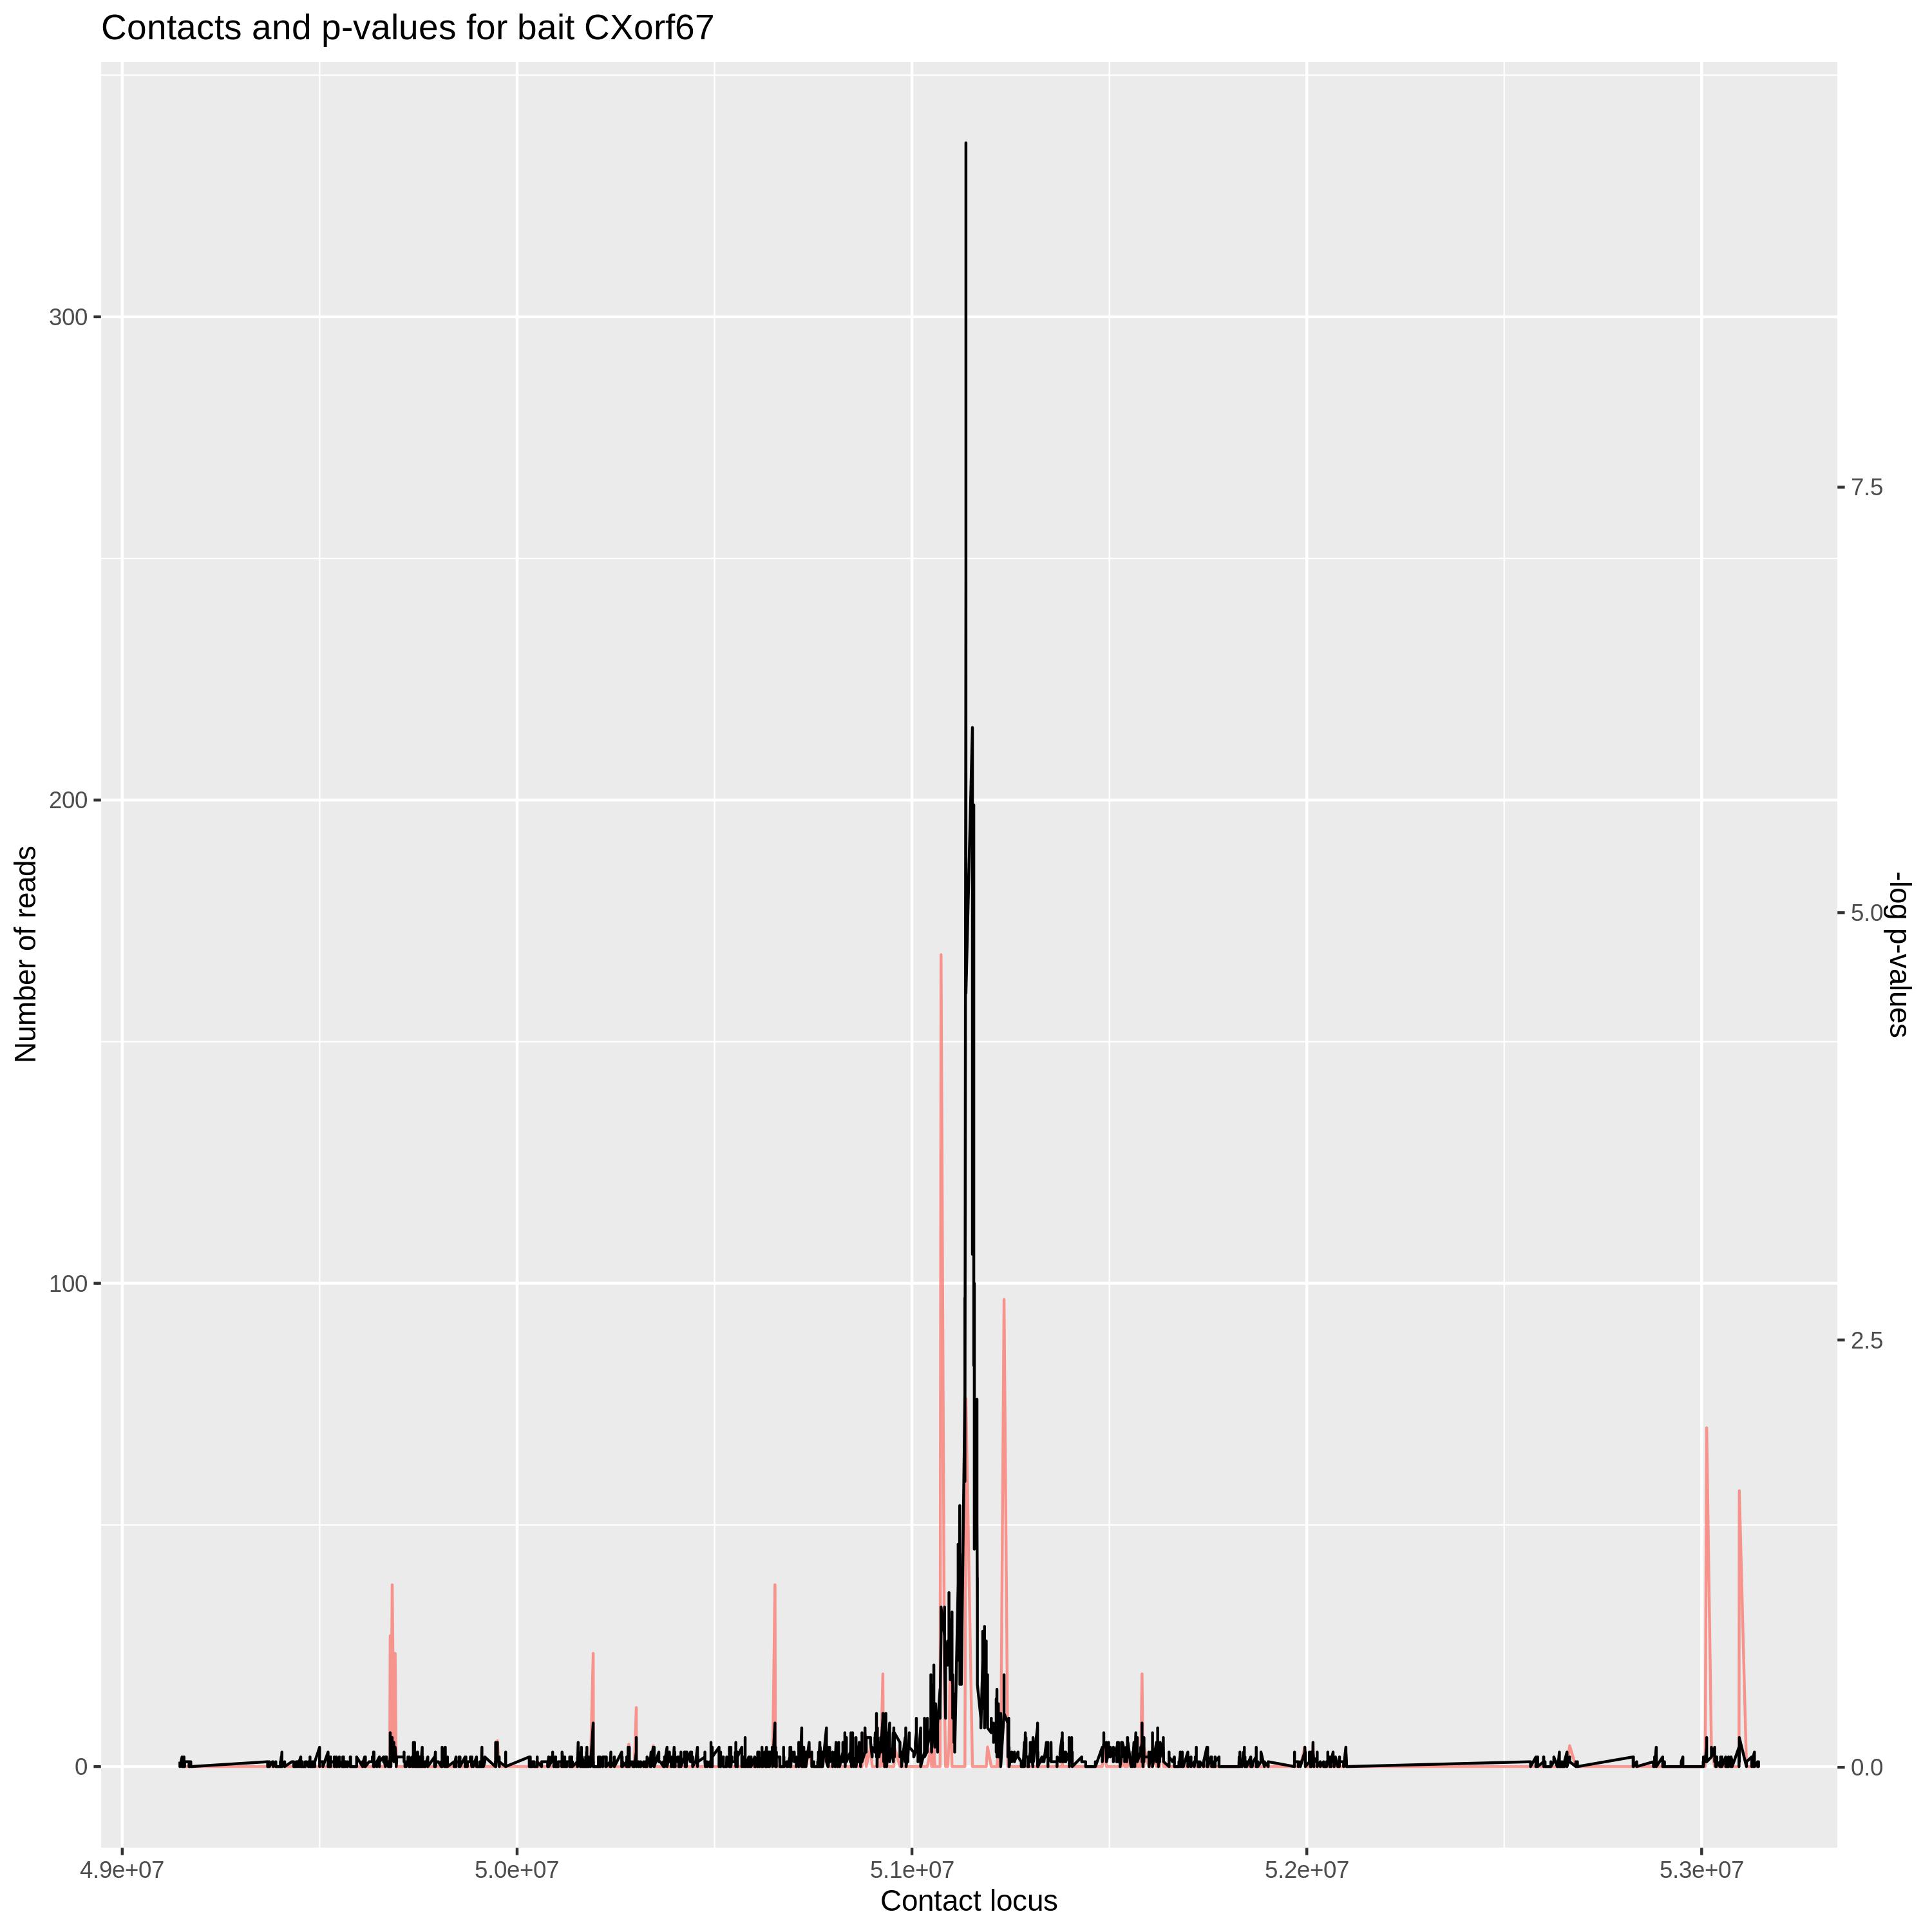 Contacts and p-values for bait CXorf67
Number of reads
300
200
100
0
7.5
5.0
2.5
0.0
-log p-values
4.9e+07 5.0e+07 5.1e+07 5.2e+07 5.3e+07
Contact locus